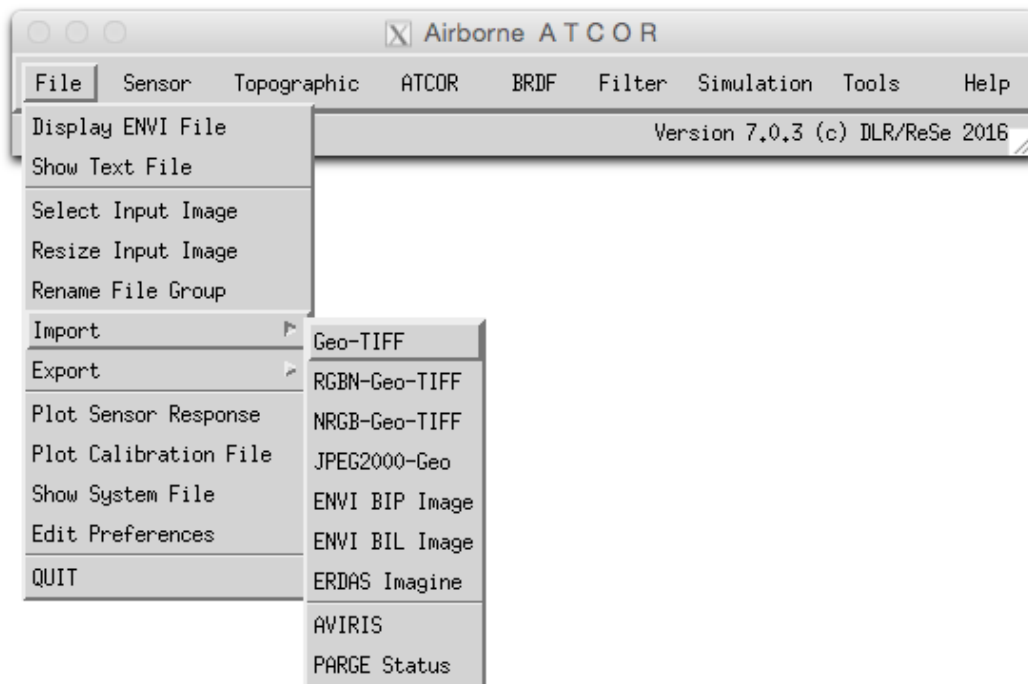 Airborne A T C O R
File Sensor Topographic ATCOR BRDF Filter Simulation Tools Help
Version 7.0.3 (c) DLR/ReSe 2016
Display ENVI File
Show Text File
Select Input Image
Resize Input Image
Rename File Group
Import
Export
Plot Sensor Response
Plot Calibration File
Show System File
Edit Preferences
QUIT
Geo-TIFF
RGBN-Geo-TIFF
NRGB-Geo-TIFF
JPEG2000-Geo
ENVI BIP Image
ENVI BIL Image
ERDAS Imagine
AVIRIS
PARGE Status